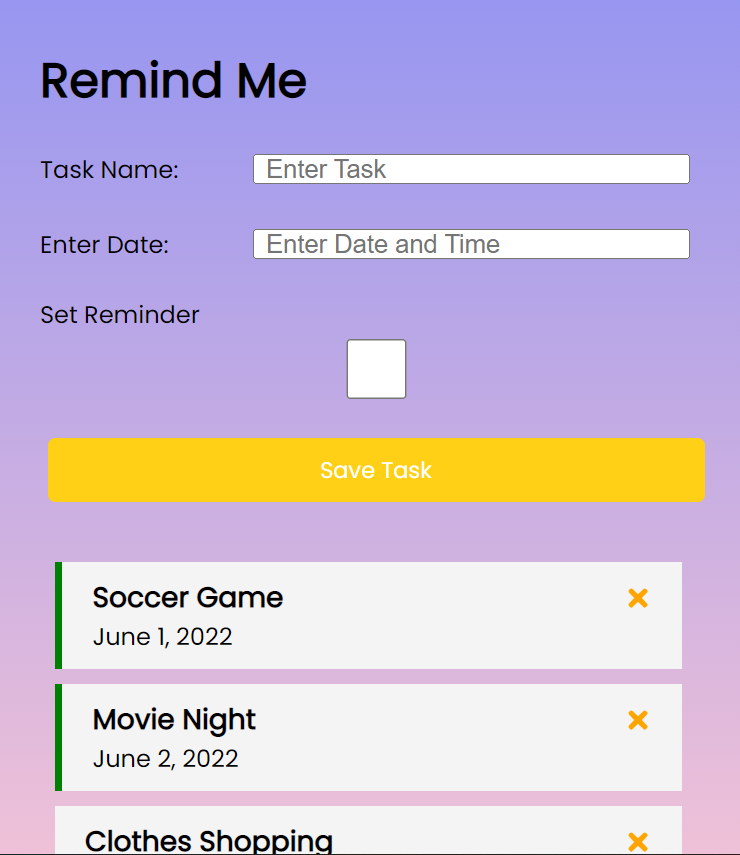 Remind Me
Task Name:
Enter Task
Enter Date:
Enter Date and Time
Set Reminder
Save Task
Soccer Game
June 1, 2022
Movie Night
June 2, 2022
Clothes Shopping